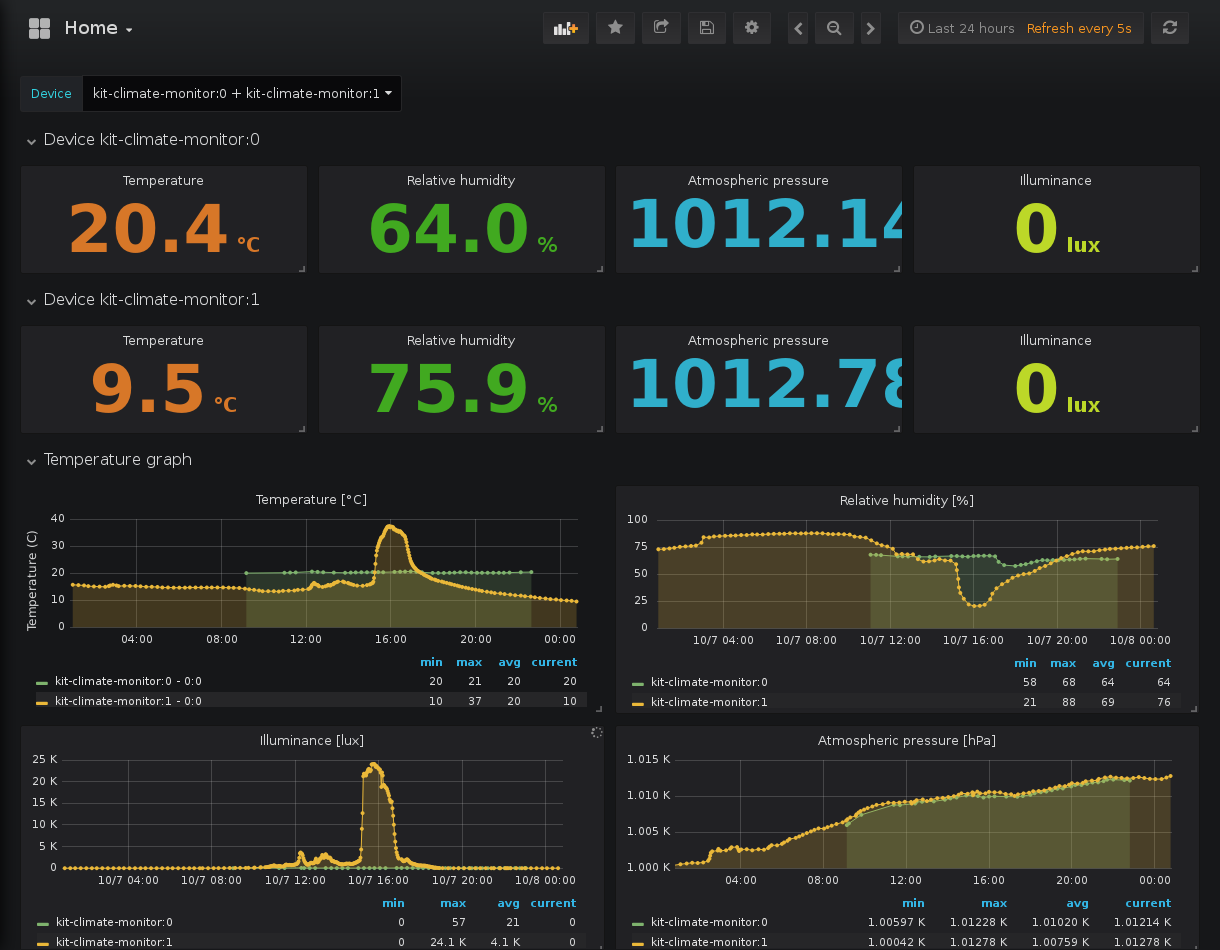 Home
Last 24 hours Refresh every 5s
Device kit-climate-monitor:0 + kit-climate-monitor:1
Device kit-climate-monitor:0
Temperature Relative humidity Atmospheric pressure Illuminance
20.4 °C 64.0 % 1012.14 0 lux
Device kit-climate-monitor:1
Temperature Relative humidity Atmospheric pressure Illuminance
9.5 °C 75.9 % 1012.78 0 lux
Temperature graph
Temperature [°C]
Temperature (C)
40
30
20
10
0
04:00 08:00 12:00 16:00 20:00 00:00
min max avg current
kit-climate-monitor:0 - 0:0 20 21 20 20
kit-climate-monitor:1 - 0:0 10 37 20 10
Relative humidity [%]
100
75
50
25
0
10/7 04:00 10/7 08:00 10/7 12:00 10/7 16:00 10/7 20:00 10/8 00:00
min max avg current
kit-climate-monitor:0 58 68 64 64
kit-climate-monitor:1 21 88 69 76
Illuminance [lux]
25 K
20 K
15 K
10 K
5 K
0
10/7 04:00 10/7 08:00 10/7 12:00 10/7 16:00 10/7 20:00 10/8 00:00
min max avg current
kit-climate-monitor:0 0 57 21 0
kit-climate-monitor:1 0 24.1 K 4.1 K 0
Atmospheric pressure [hPa]
1.015 K
1.010 K
1.005 K
1.000 K
04:00 08:00 12:00 16:00 20:00 00:00
min max avg current
kit-climate-monitor:0 1.00597 K 1.01228 K 1.01020 K 1.01214 K
kit-climate-monitor:1 1.00042 K 1.01278 K 1.00759 K 1.01278 K